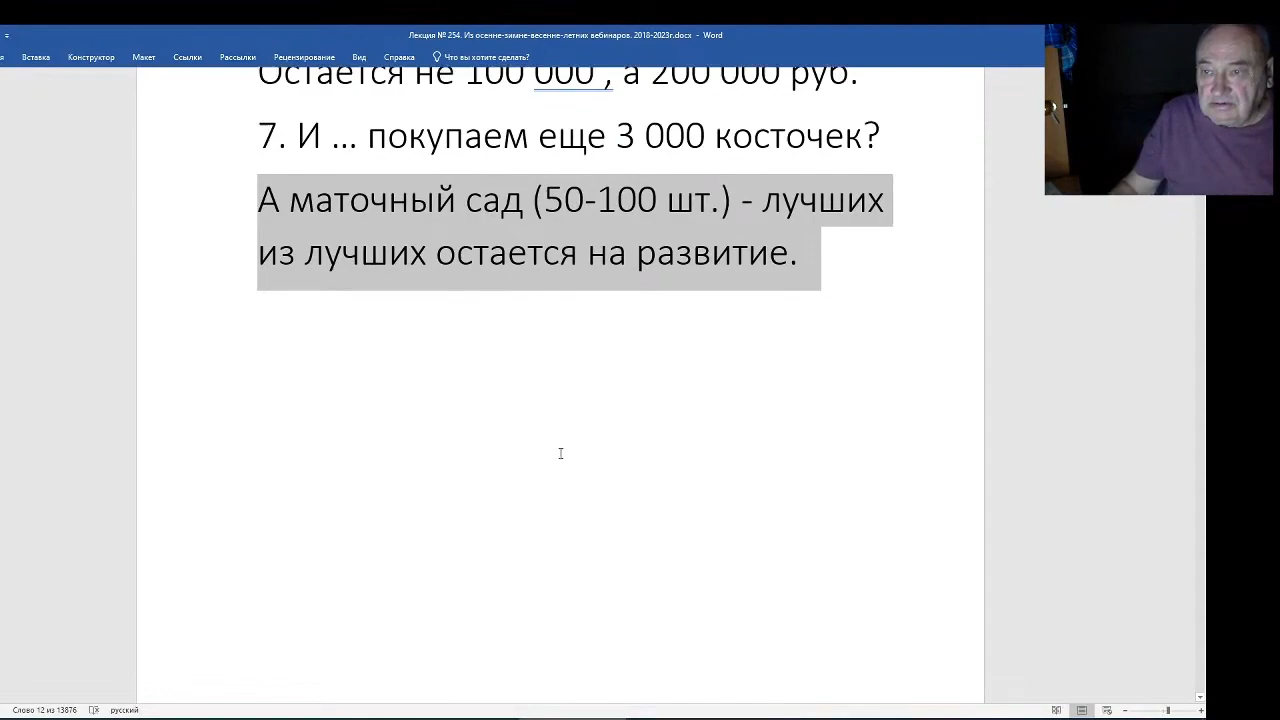 Лекция № 254. Из осенне-зимне-весенне-летних вебинаров. 2018-2023г.docx - Word
я Вставка Конструктор Макет Ссылки Рассылки Рецензирование Вид Справка Что вы хотите сделать?
Остается не 100 000 , а 200 000 руб.
7. И ... покупаем еще 3 000 косточек?
А маточный сад (50-100 шт.) - лучших
из лучших остается на развитие.
Слово 12 из 13876 русский